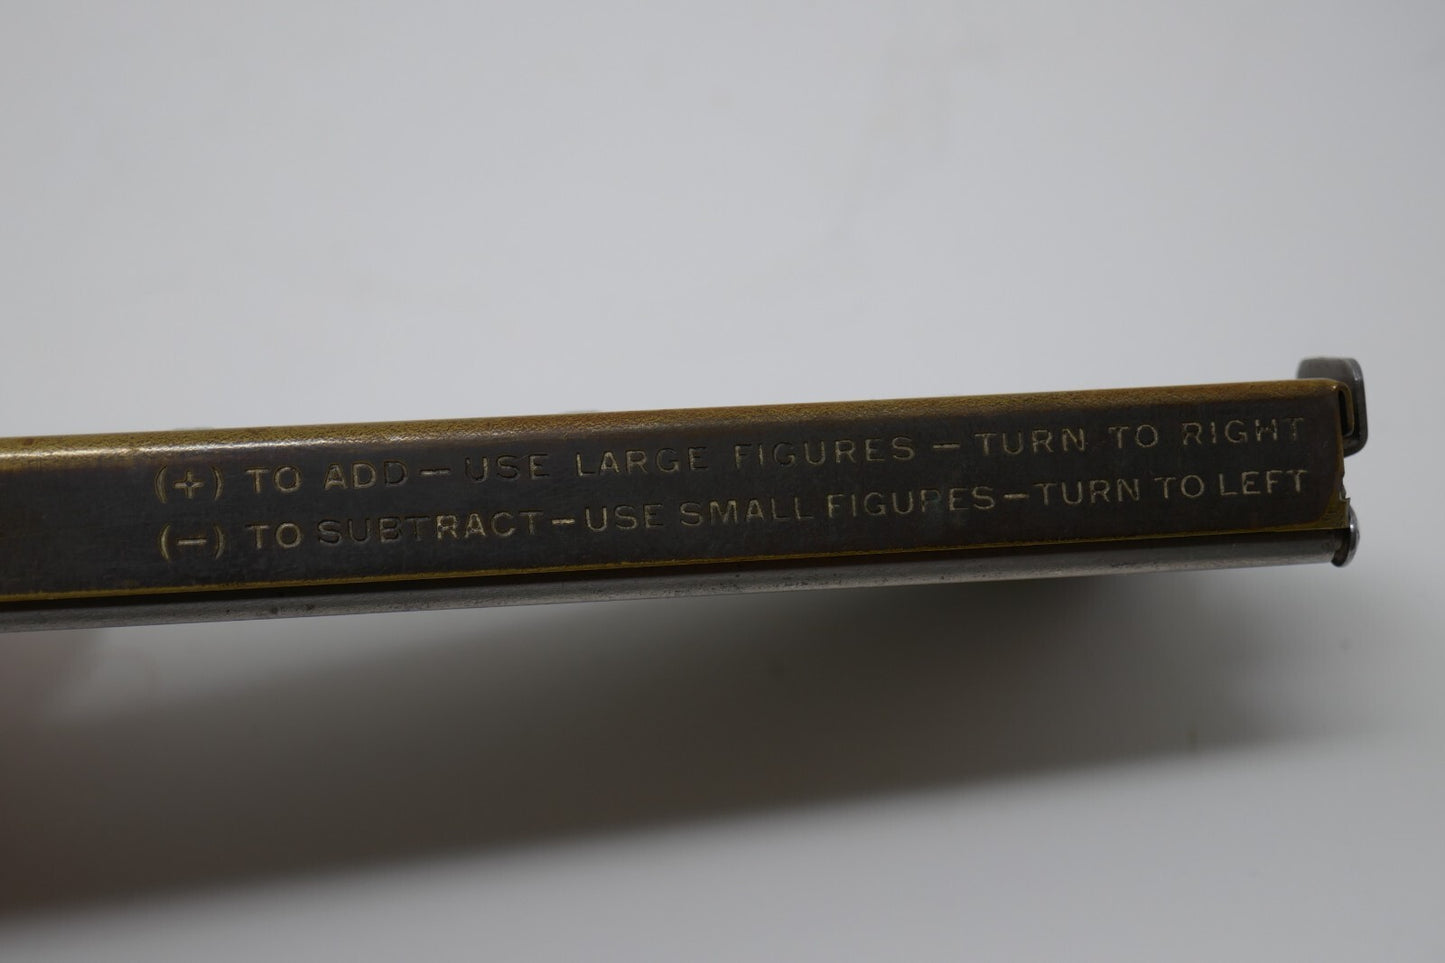 (+) TO ADD — USE LARGE FIGURES — TURN TO RIGHT
(—) TO SUBTRACT — USE SMALL FIGURES — TURN TO LEFT